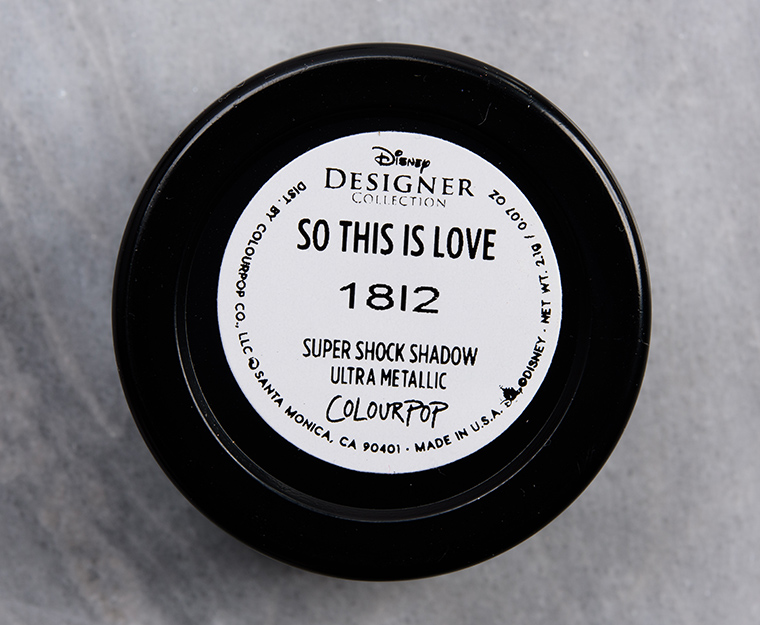 Disney
DESIGNER
COLLECTION
SO THIS IS LOVE
1812
SUPER SHOCK SHADOW
ULTRA METALLIC
COLOURPOP
DIST. BY COLOURPOP CO., LLC SANTA MONICA, CA 90401 · MADE IN U.S.A. ©DISNEY · NET WT. 2.1g / 0.07 OZ